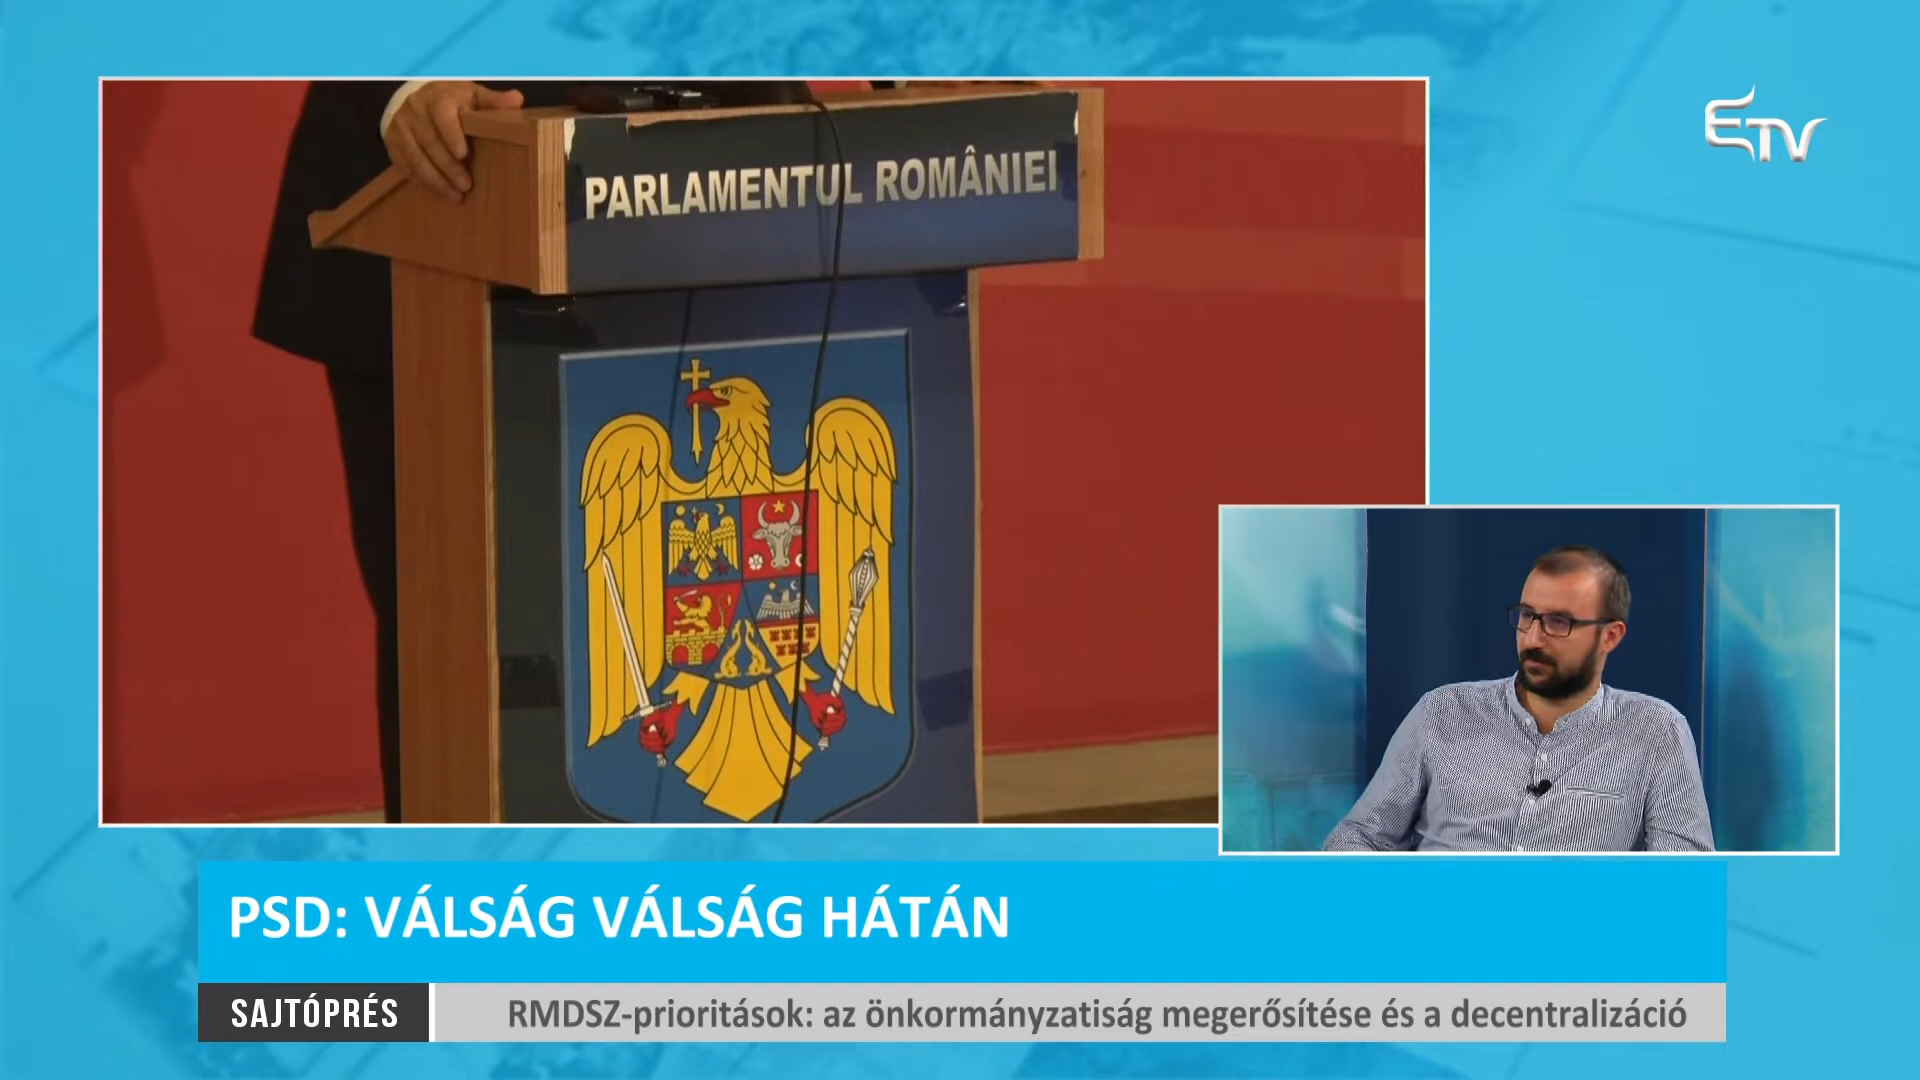 ETV
PARLAMENTUL ROMÂNIEI
PSD: VÁLSÁG VÁLSÁG HÁTÁN
SAJTÓPRÉS
RMDSZ-prioritások: az önkormányzatiság megerősítése és a decentralizáció